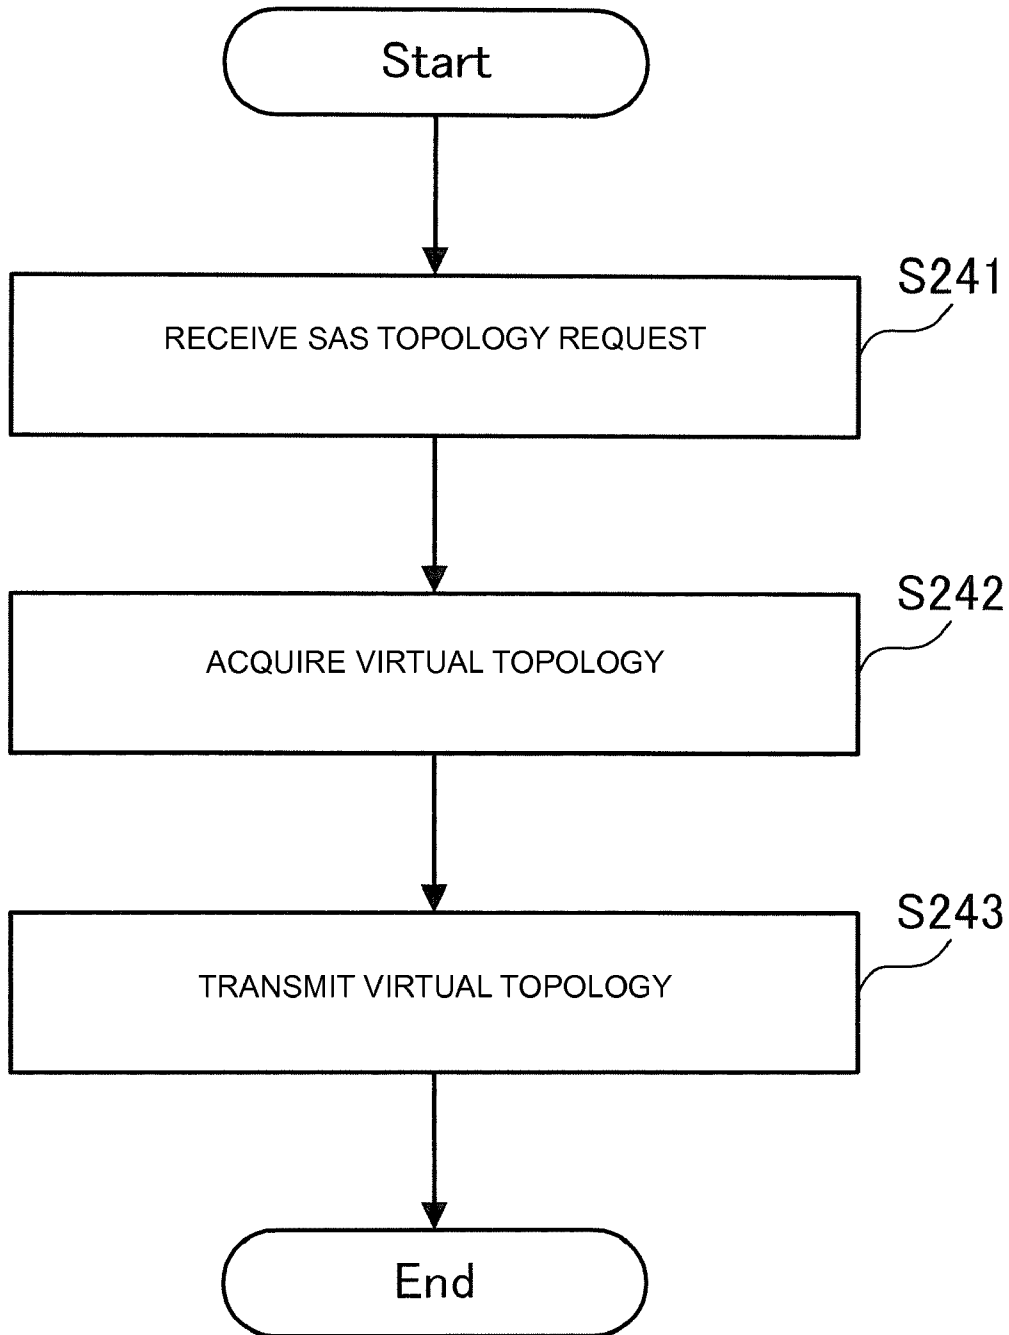 Start
S241
RECEIVE SAS TOPOLOGY REQUEST
S242
ACQUIRE VIRTUAL TOPOLOGY
S243
TRANSMIT VIRTUAL TOPOLOGY
End